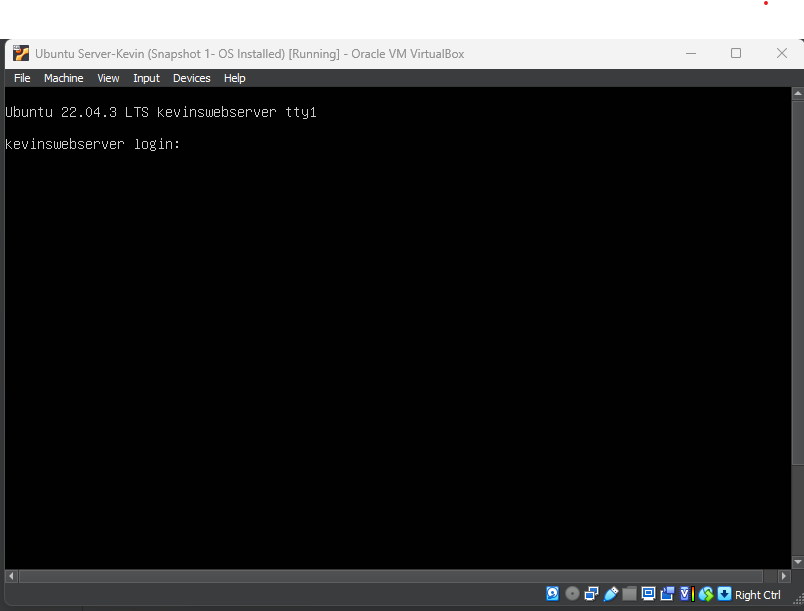 Ubuntu Server-Kevin (Snapshot 1- OS Installed) [Running] - Oracle VM VirtualBox
File Machine View Input Devices Help
Ubuntu 22.04.3 LTS kevinswebserver tty1
kevinswebserver login:
Right Ctrl